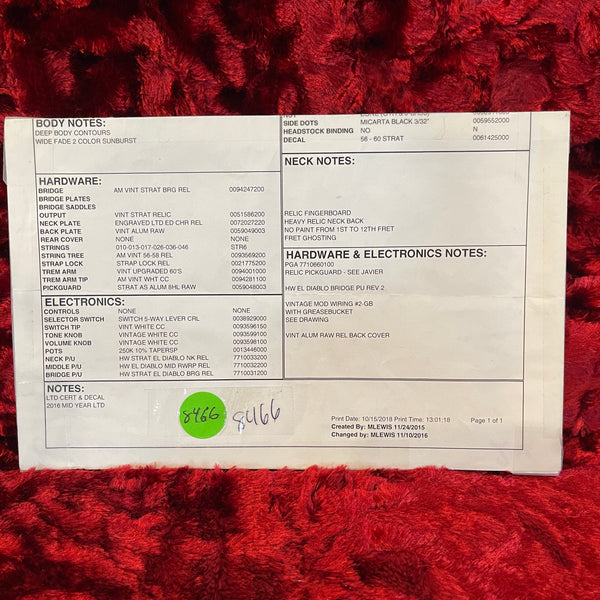 BODY NOTES:
DEEP BODY CONTOURS
WIDE FADE 2 COLOR SUNBURST
HARDWARE:
BRIDGE AM VINT STRAT BRG REL 0094247200
BRIDGE PLATES
BRIDGE SADDLES
OUTPUT VINT STRAT RELIC 0051586200
NECK PLATE ENGRAVED LTD ED CHR REL 0072027220
BACK PLATE VINT ALUM RAW 0059049003
REAR COVER NONE NONE
STRINGS 010-013-017-026-036-046 STR6
STRING TREE AM VINT 56-58 REL 0093569200
STRAP LOCK STRAP LOCK REL 0021775200
TREM ARM VINT UPGRADED 60'S 0094001000
TREM ARM TIP AM VINT WHT CC 0094281100
PICKGUARD STRAT AS ALUM 8HL RAW 0059048003
ELECTRONICS:
CONTROLS NONE NONE
SELECTOR SWITCH SWITCH 5-WAY LEVER CRL 0038929000
SWITCH TIP VINT WHITE CC 0093596150
TONE KNOB VINTAGE WHITE CC 0099599100
VOLUME KNOB VINTAGE WHITE CC 0099598100
POTS 250K 10% TAPERSP 0013446000
NECK P/U HW STRAT EL DIABLO NK REL 7710033200
MIDDLE P/U HW EL DIABLO MID RWRP REL 7710032200
BRIDGE P/U HW STRAT EL DIABLO BRG REL 7710031200
NOTES:
LTD CERT & DECAL
2016 MID YEAR LTD
8466
8466
SIDE DOTS MICARTA BLACK 3/32" 0059552000
HEADSTOCK BINDING NO N
DECAL 56 - 60 STRAT 0061425000
NECK NOTES:
RELIC FINGERBOARD
HEAVY RELIC NECK BACK
NO PAINT FROM 1ST TO 12TH FRET
FRET GHOSTING
HARDWARE & ELECTRONICS NOTES:
PGA 7710660100
RELIC PICKGUARD - SEE JAVIER
HW EL DIABLO BRIDGE PU REV 2
VINTAGE MOD WIRING #2-GB
WITH GREASEBUCKET
SEE DRAWING
VINT ALUM RAW REL BACK COVER
Print Date: 10/15/2018 Print Time: 13:01:18 Page 1 of 1
Created By: MLEWIS 11/24/2015
Changed by: MLEWIS 11/10/2016